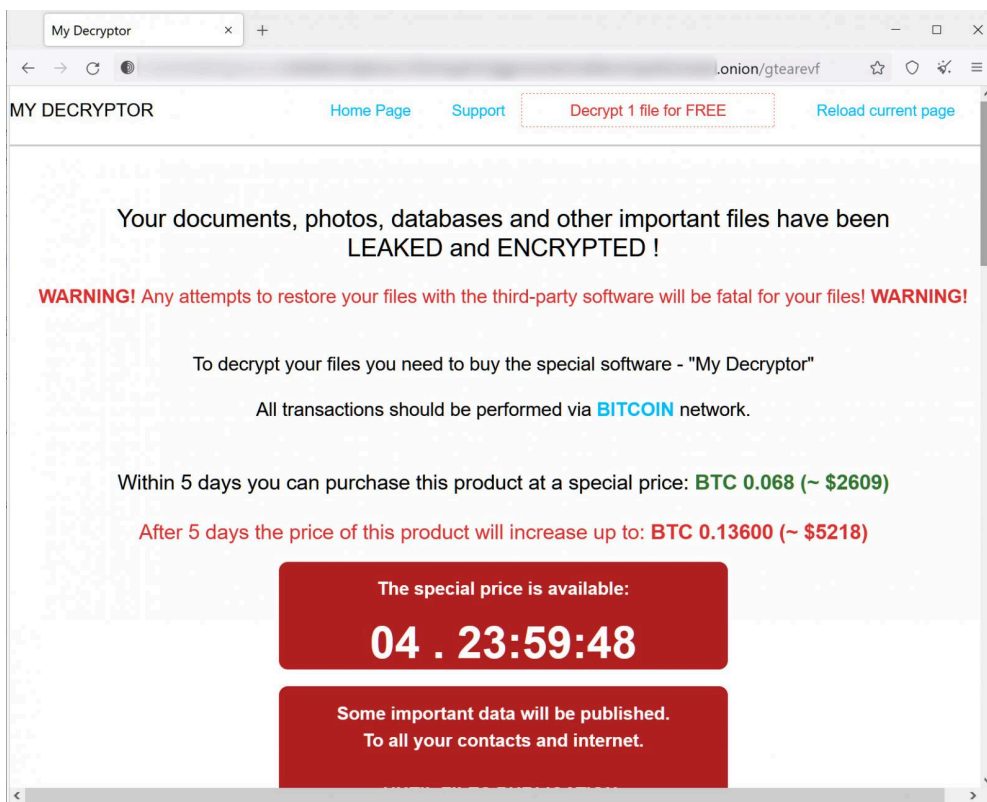 My Decryptor
.onion/gtearevf
MY DECRYPTOR Home Page Support Decrypt 1 file for FREE Reload current page
Your documents, photos, databases and other important files have been
LEAKED and ENCRYPTED !
WARNING! Any attempts to restore your files with the third-party software will be fatal for your files! WARNING!
To decrypt your files you need to buy the special software - "My Decryptor"
All transactions should be performed via BITCOIN network.
Within 5 days you can purchase this product at a special price: BTC 0.068 (~ $2609)
After 5 days the price of this product will increase up to: BTC 0.13600 (~ $5218)
The special price is available:
04 . 23:59:48
Some important data will be published.
To all your contacts and internet.